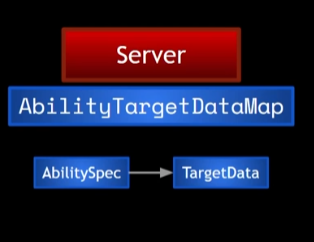 Server
AbilityTargetDataMap
AbilitySpec TargetData